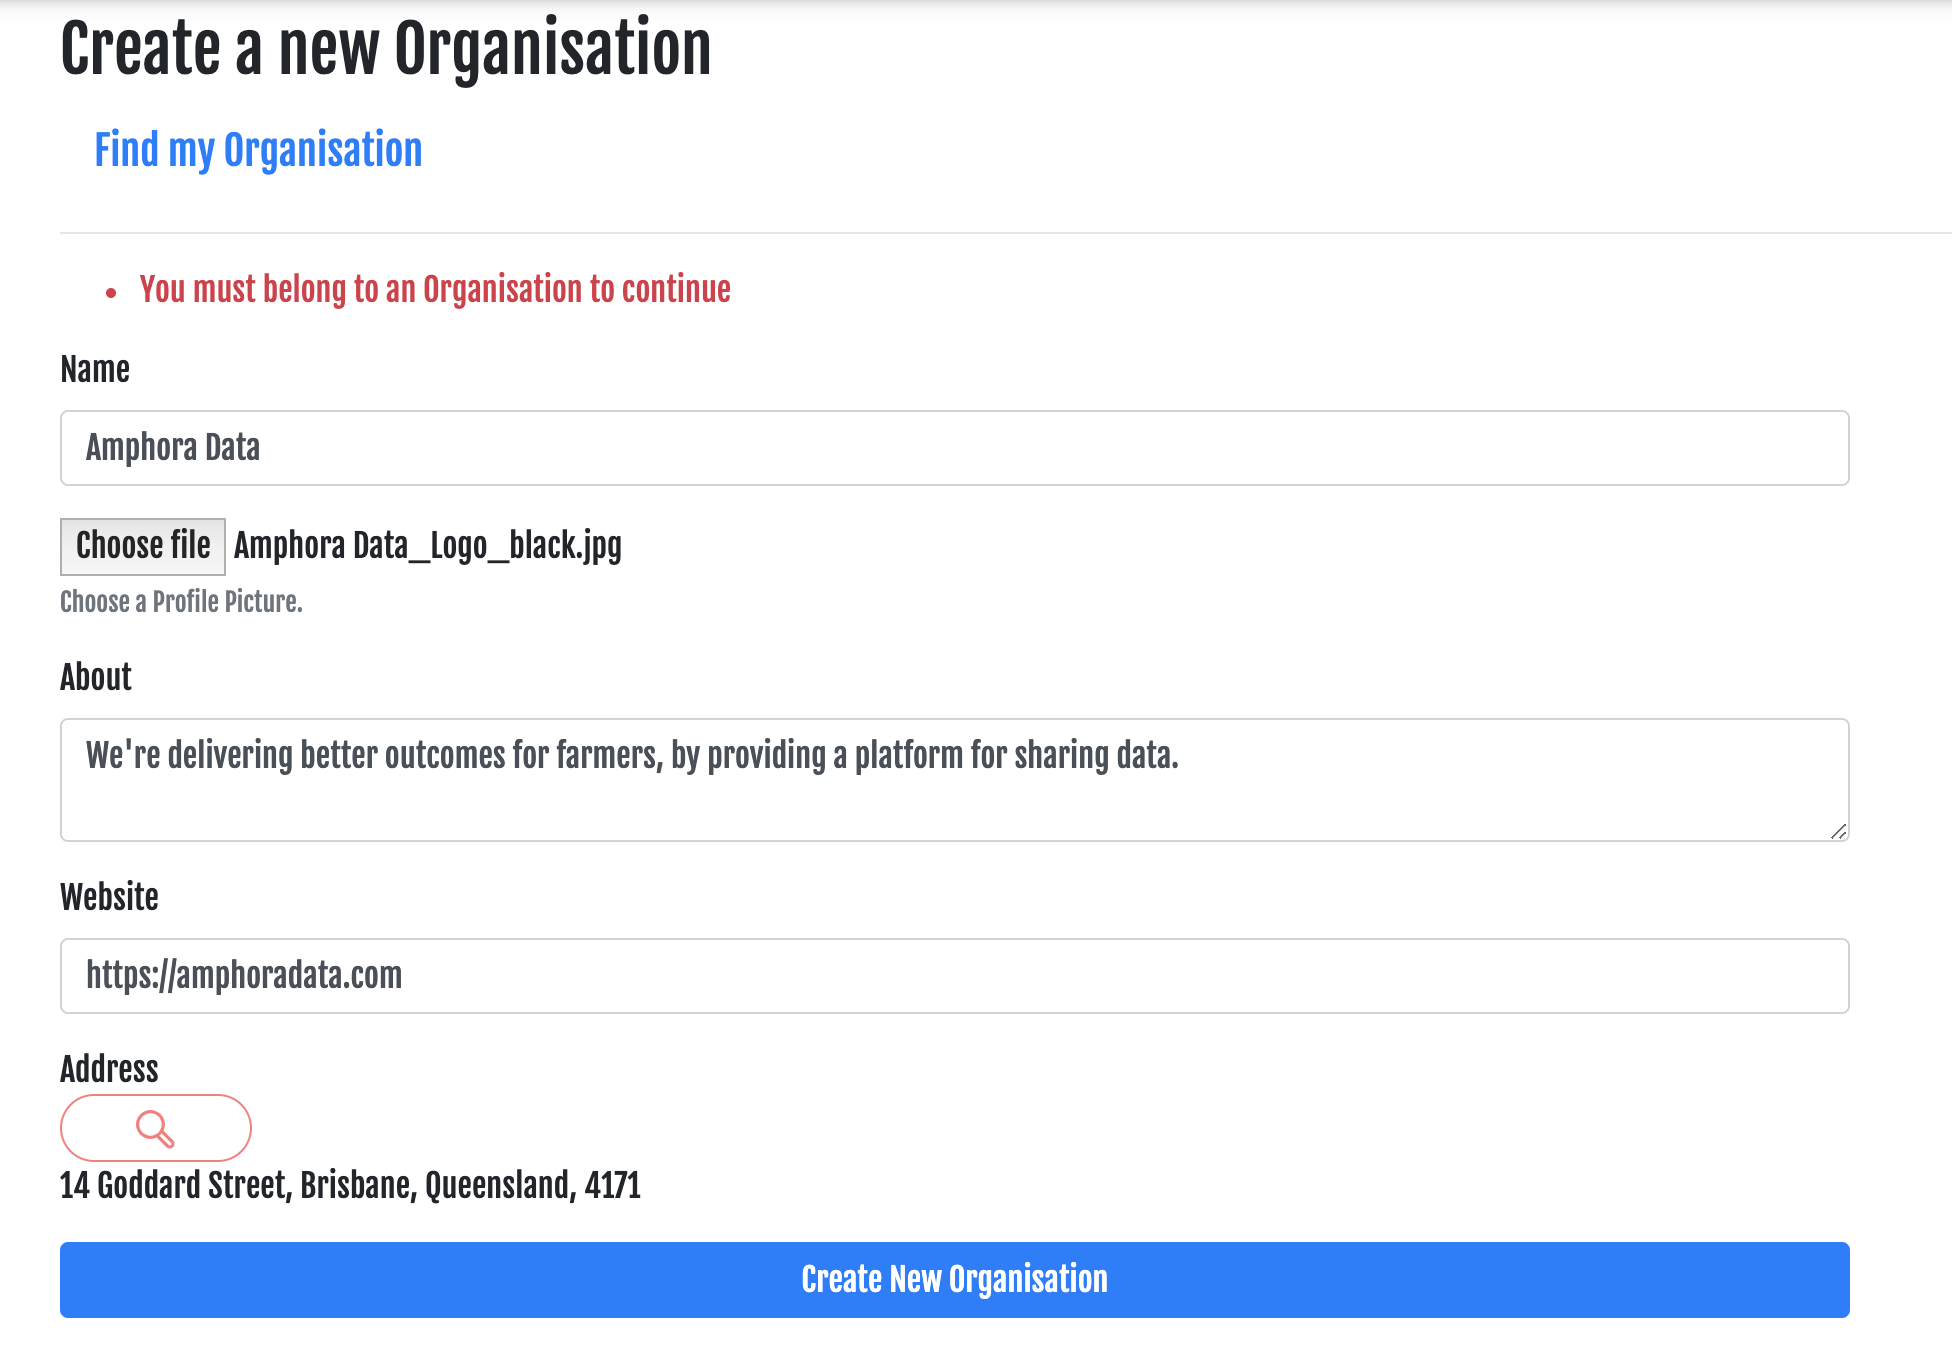 Create a new Organisation
Find my Organisation
You must belong to an Organisation to continue
Name
Amphora Data
Choose file Amphora Data_Logo_black.jpg
Choose a Profile Picture.
About
We're delivering better outcomes for farmers, by providing a platform for sharing data.
Website
https://amphoradata.com
Address
14 Goddard Street, Brisbane, Queensland, 4171
Create New Organisation